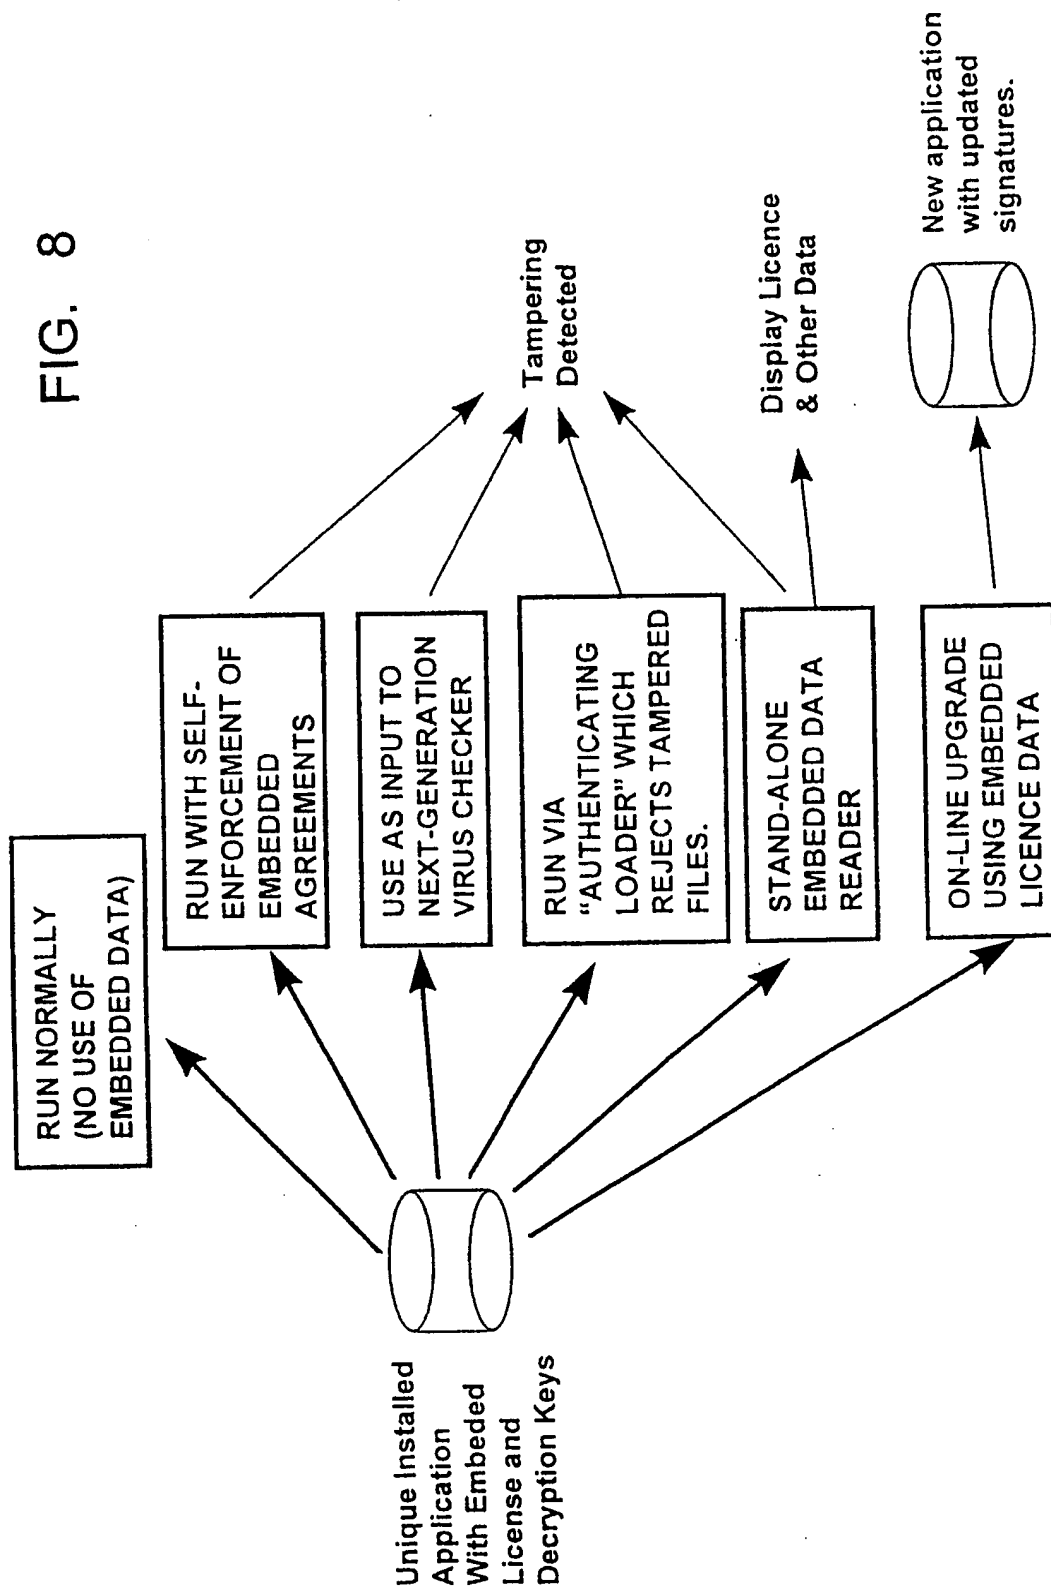 FIG. 8
Unique Installed
Application
With Embeded
License and
Decryption Keys
RUN NORMALLY
(NO USE OF
EMBEDDED DATA)
RUN WITH SELF-
ENFORCEMENT OF
EMBEDDED
AGREEMENTS
USE AS INPUT TO
NEXT-GENERATION
VIRUS CHECKER
RUN VIA
“AUTHENTICATING
LOADER” WHICH
REJECTS TAMPERED
FILES.
STAND-ALONE
EMBEDDED DATA
READER
ON-LINE UPGRADE
USING EMBEDDED
LICENCE DATA
Tampering
Detected
Display Licence
& Other Data
New application
with updated
signatures.